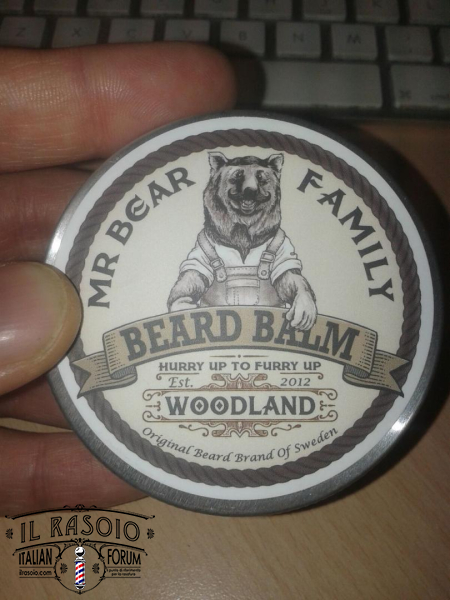 MR BEAR FAMILY
BEARD BALM
HURRY UP TO FURRY UP
Est. 2012
WOODLAND
Original Beard Brand Of Sweden
IL RASOIO
ITALIAN FORUM
ilrasoio.com